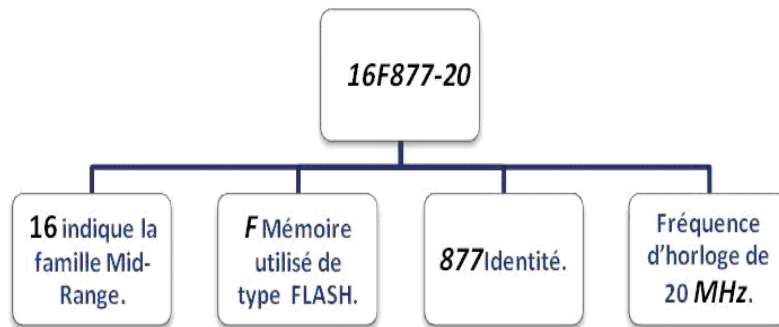 16F877-20
16 indique la
famille Mid-
Range.
F Mémoire
utilisé de
type FLASH.
877Identité.
Fréquence
d'horloge de
20 MHz.